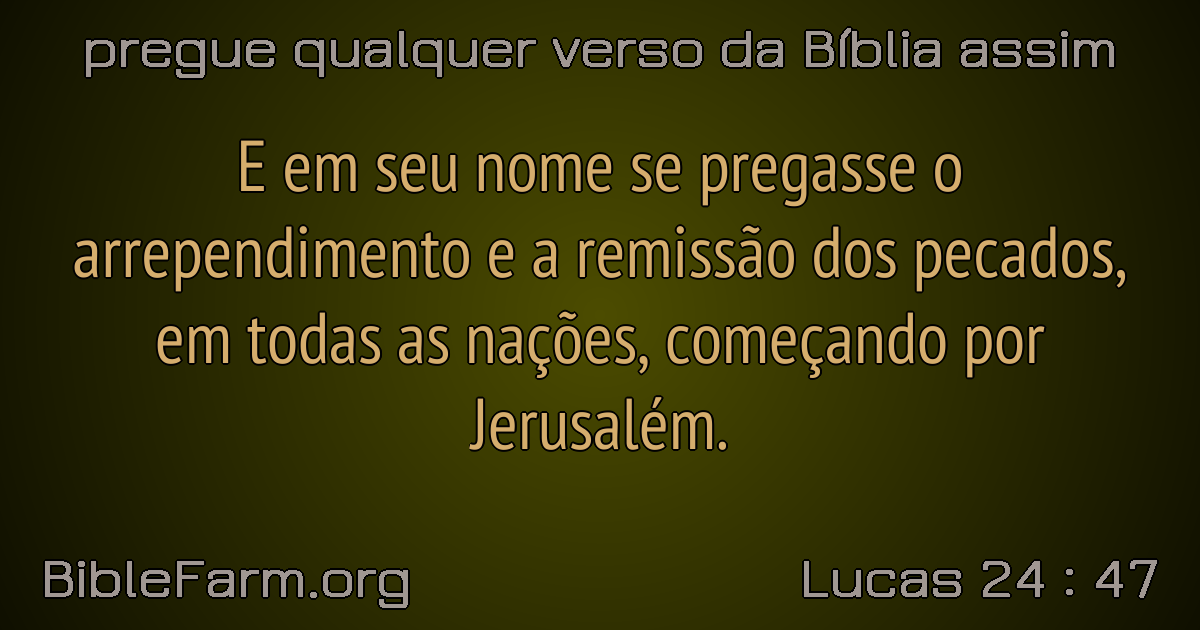 pregue qualquer verso da Bíblia assim
E em seu nome se pregasse o
arrependimento e a remissão dos pecados,
em todas as nações, começando por
Jerusalém.
BibleFarm.org
Lucas 24 : 47